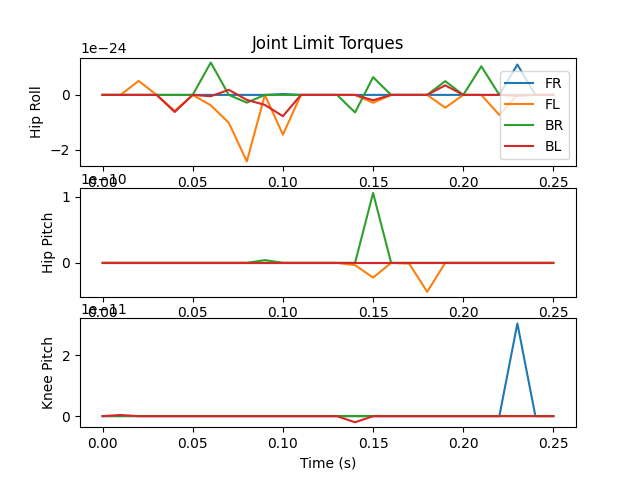 Joint Limit Torques
1e−24
0
−2
Hip Roll
FR
FL
BR
BL
0.00 0.05 0.10 0.15 0.20 0.25
1e−10
1
0
Hip Pitch
0.00 0.05 0.10 0.15 0.20 0.25
1e−11
2
0
Knee Pitch
0.00 0.05 0.10 0.15 0.20 0.25
Time (s)